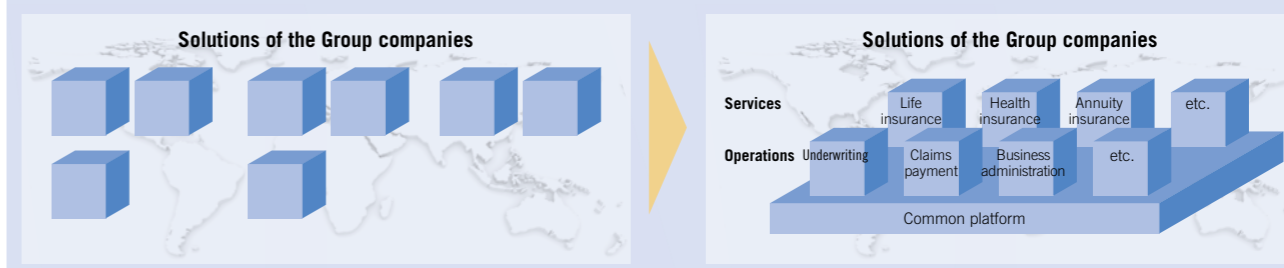 Solutions of the Group companies
Solutions of the Group companies
Services
Life
insurance
Health
insurance
Annuity
insurance
etc.
Operations
Underwriting
Claims
payment
Business
administration
etc.
Common platform